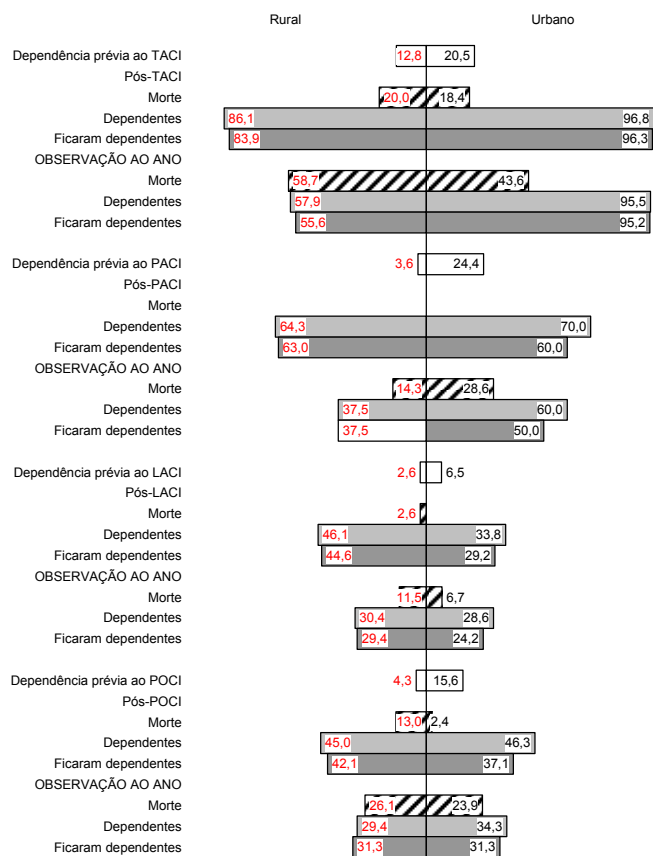 Rural Urbano
Dependência prévia ao TACI 12,8 20,5
Pós-TACI
Morte 20,0 18,4
Dependentes 86,1 96,8
Ficaram dependentes 83,9 96,3
OBSERVAÇÃO AO ANO
Morte 58,7 43,6
Dependentes 57,9 95,5
Ficaram dependentes 55,6 95,2
Dependência prévia ao PACI 3,6 24,4
Pós-PACI
Morte
Dependentes 64,3 70,0
Ficaram dependentes 63,0 60,0
OBSERVAÇÃO AO ANO
Morte 14,3 28,6
Dependentes 37,5 60,0
Ficaram dependentes 37,5 50,0
Dependência prévia ao LACI 2,6 6,5
Pós-LACI
Morte 2,6
Dependentes 46,1 33,8
Ficaram dependentes 44,6 29,2
OBSERVAÇÃO AO ANO
Morte 11,5 6,7
Dependentes 30,4 28,6
Ficaram dependentes 29,4 24,2
Dependência prévia ao POCI 4,3 15,6
Pós-POCI
Morte 13,0 2,4
Dependentes 45,0 46,3
Ficaram dependentes 42,1 37,1
OBSERVAÇÃO AO ANO
Morte 26,1 23,9
Dependentes 29,4 34,3
Ficaram dependentes 31,3 31,3